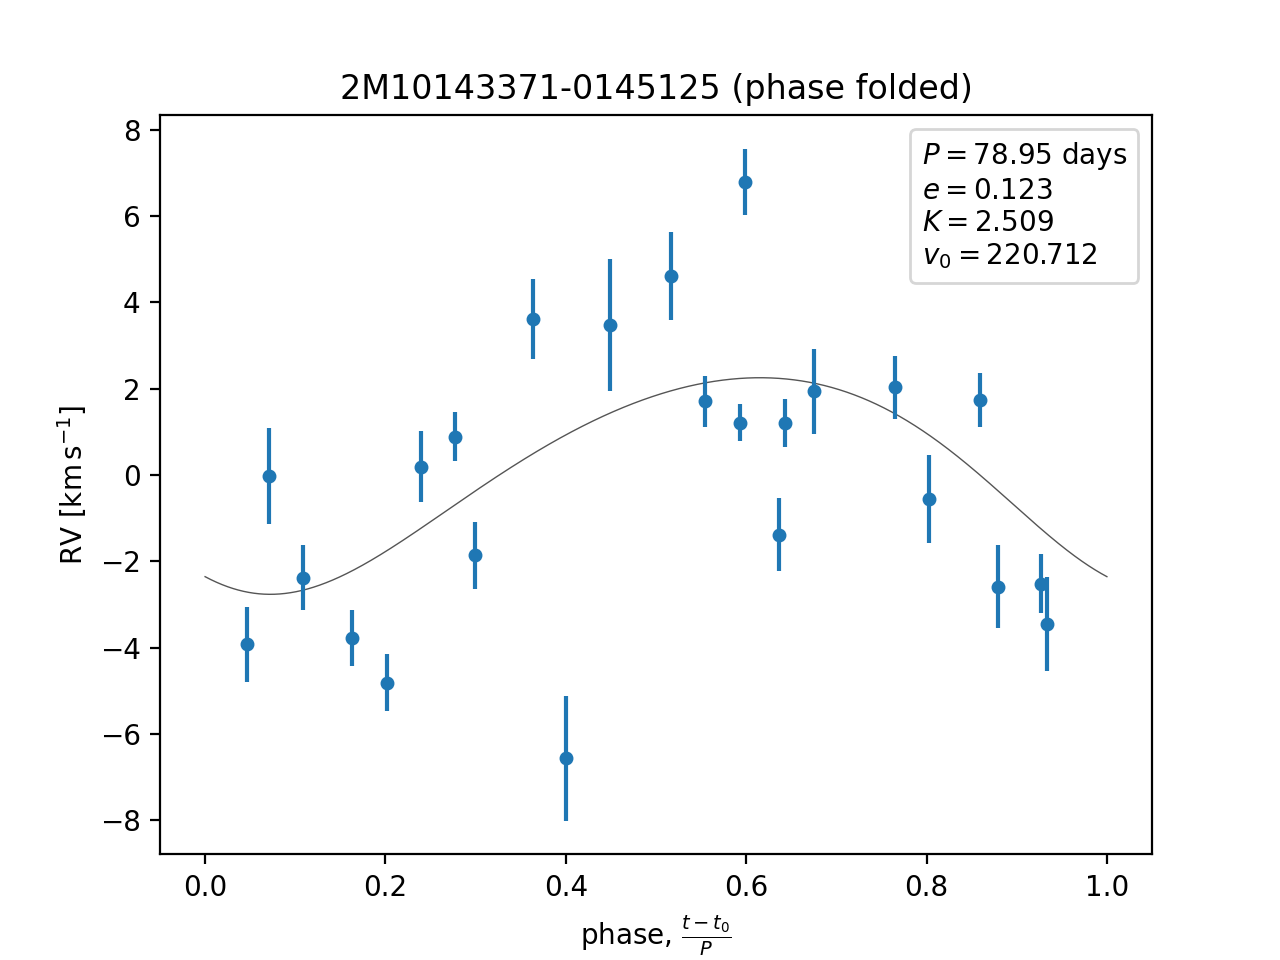 2M10143371-0145125 (phase folded)
P = 78.95 days
e = 0.123
K = 2.509
v₀ = 220.712
8
6
4
2
0
−2
−4
−6
−8
RV [km s⁻¹]
0.0 0.2 0.4 0.6 0.8 1.0
phase, (t − t₀)/P